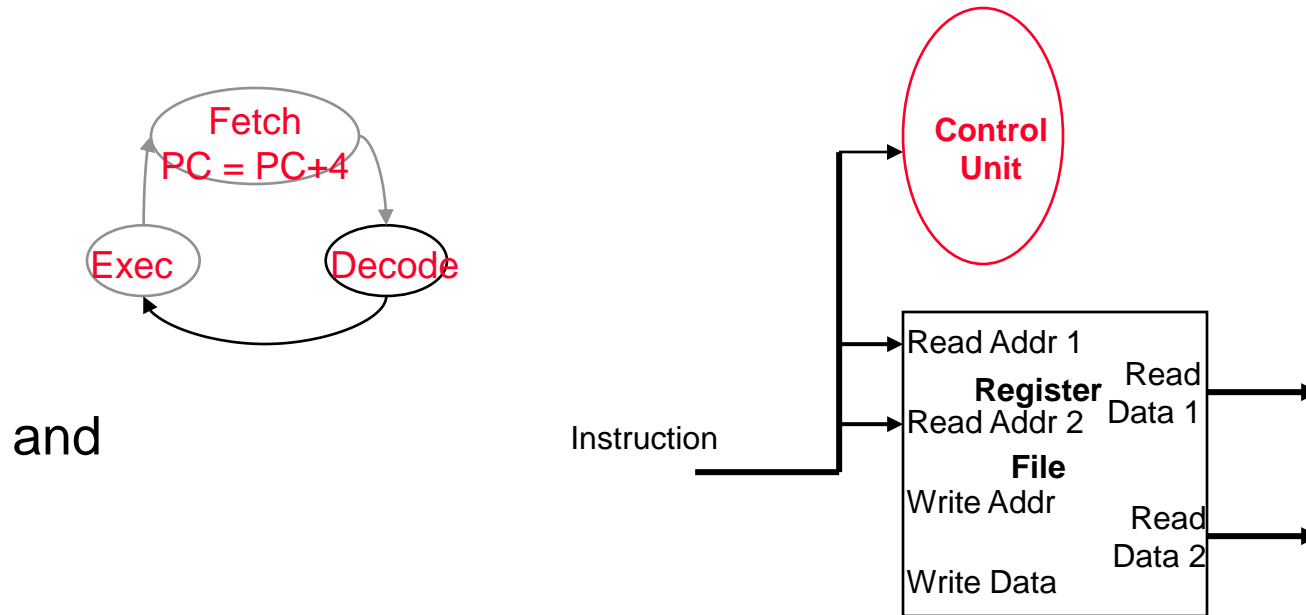 Fetch
PC = PC+4
Exec
Decode
and
Control
Unit
Instruction
Read Addr 1
Register
Read Addr 2
File
Write Addr
Write Data
Read
Data 1
Read
Data 2